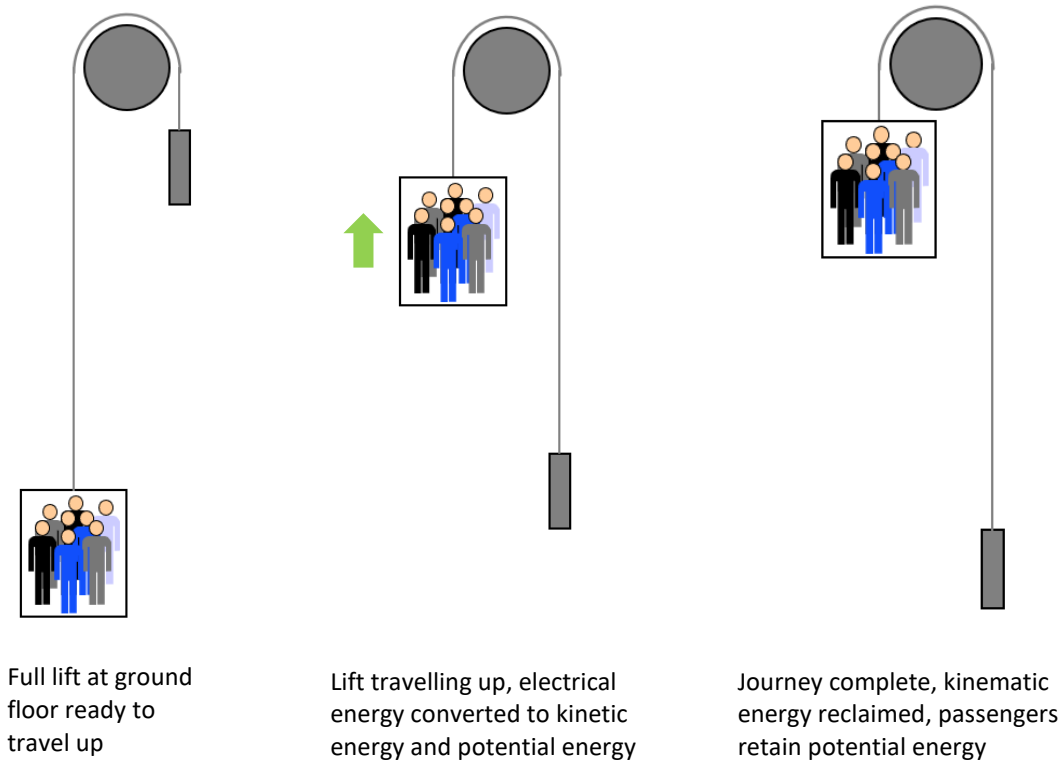 Full lift at ground
floor ready to
travel up
Lift travelling up, electrical
energy converted to kinetic
energy and potential energy
Journey complete, kinematic
energy reclaimed, passengers
retain potential energy